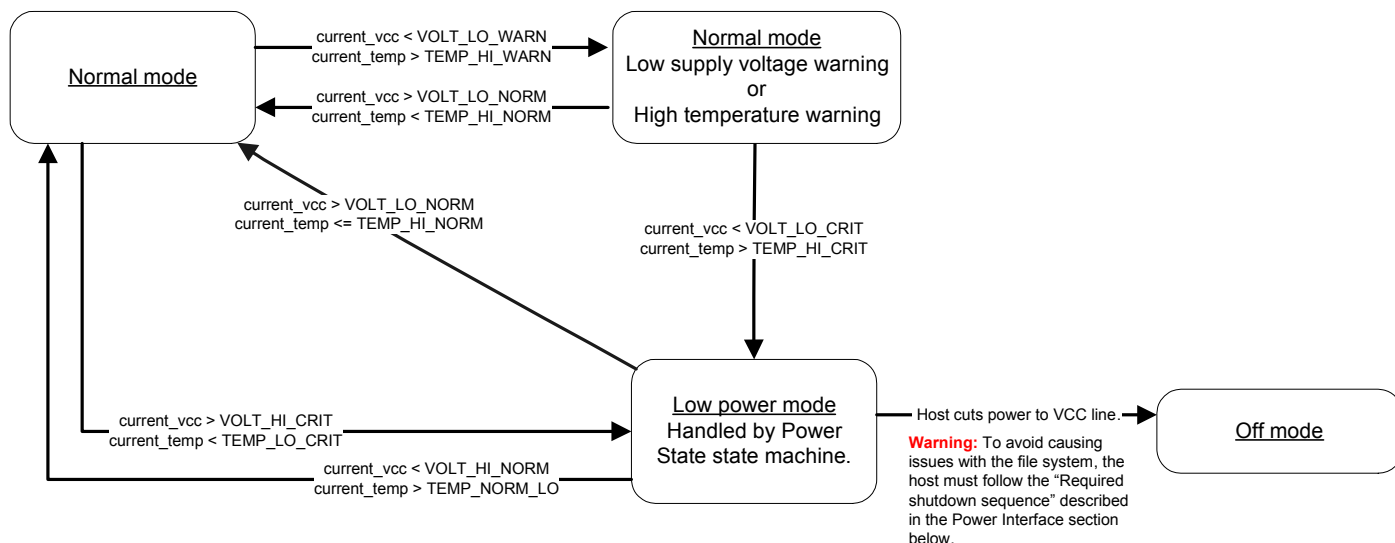 Normal mode
current_vcc < VOLT_LO_WARN
current_temp > TEMP_HI_WARN
current_vcc > VOLT_LO_NORM
current_temp < TEMP_HI_NORM
Normal mode
Low supply voltage warning
or
High temperature warning
current_vcc > VOLT_LO_NORM
current_temp <= TEMP_HI_NORM
current_vcc < VOLT_LO_CRIT
current_temp > TEMP_HI_CRIT
current_vcc > VOLT_HI_CRIT
current_temp < TEMP_LO_CRIT
current_vcc < VOLT_HI_NORM
current_temp > TEMP_NORM_LO
Low power mode
Handled by Power
State state machine.
Host cuts power to VCC line.
Warning: To avoid causing
issues with the file system, the
host must follow the “Required
shutdown sequence” described
in the Power Interface section
below.
Off mode